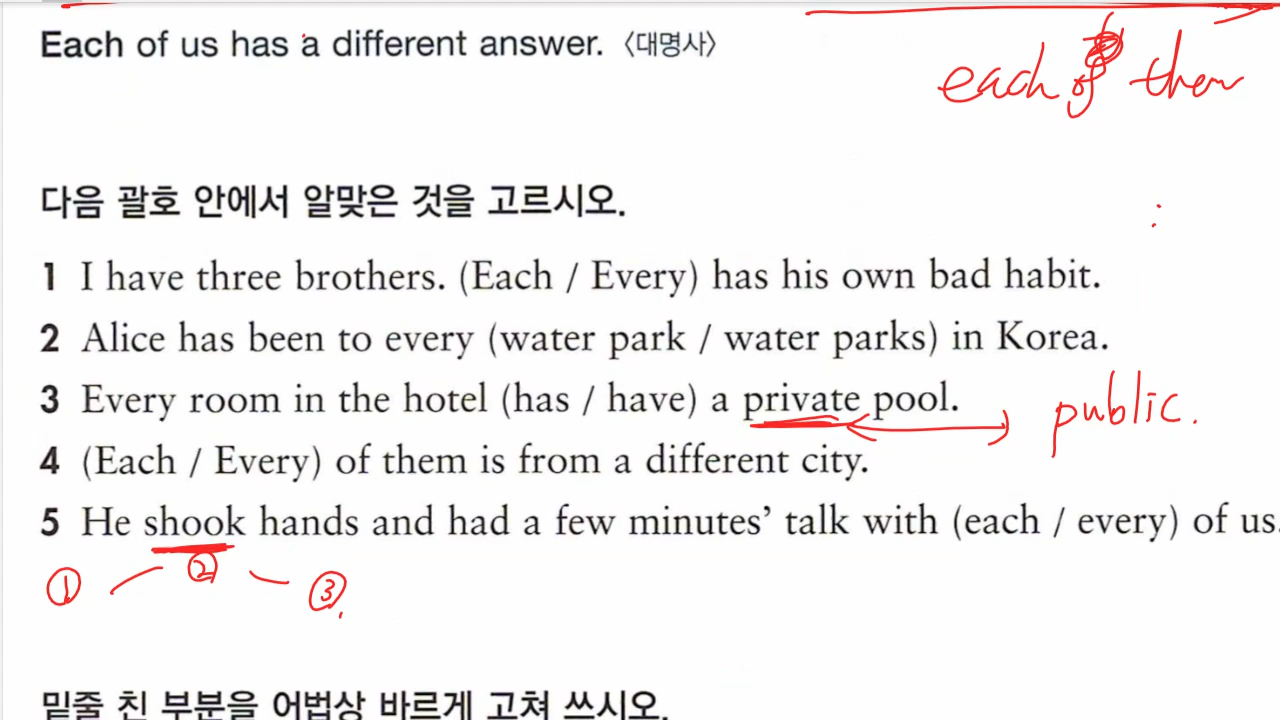 Each of us has a different answer. 〈대명사〉
each of them
다음 괄호 안에서 알맞은 것을 고르시오.
1 I have three brothers. (Each / Every) has his own bad habit.
2 Alice has been to every (water park / water parks) in Korea.
3 Every room in the hotel (has / have) a private pool.
public.
4 (Each / Every) of them is from a different city.
5 He shook hands and had a few minutes’ talk with (each / every) of us.
① ② ③
밑줄 친 부분을 어법상 바르게 고쳐 쓰시오.